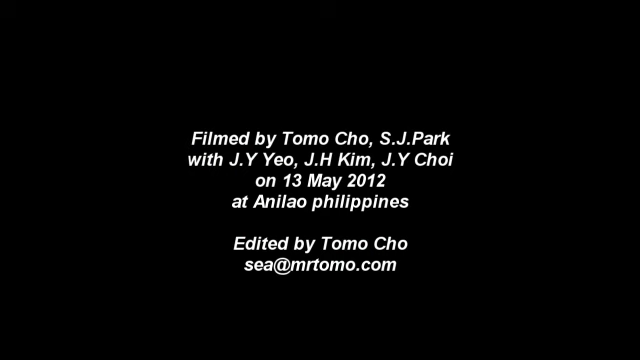 Filmed by Tomo Cho, S.J.Park
with J.Y Yeo, J.H Kim, J.Y Choi
on 13 May 2012
at Anilao philippines
Edited by Tomo Cho
sea@mrtomo.com